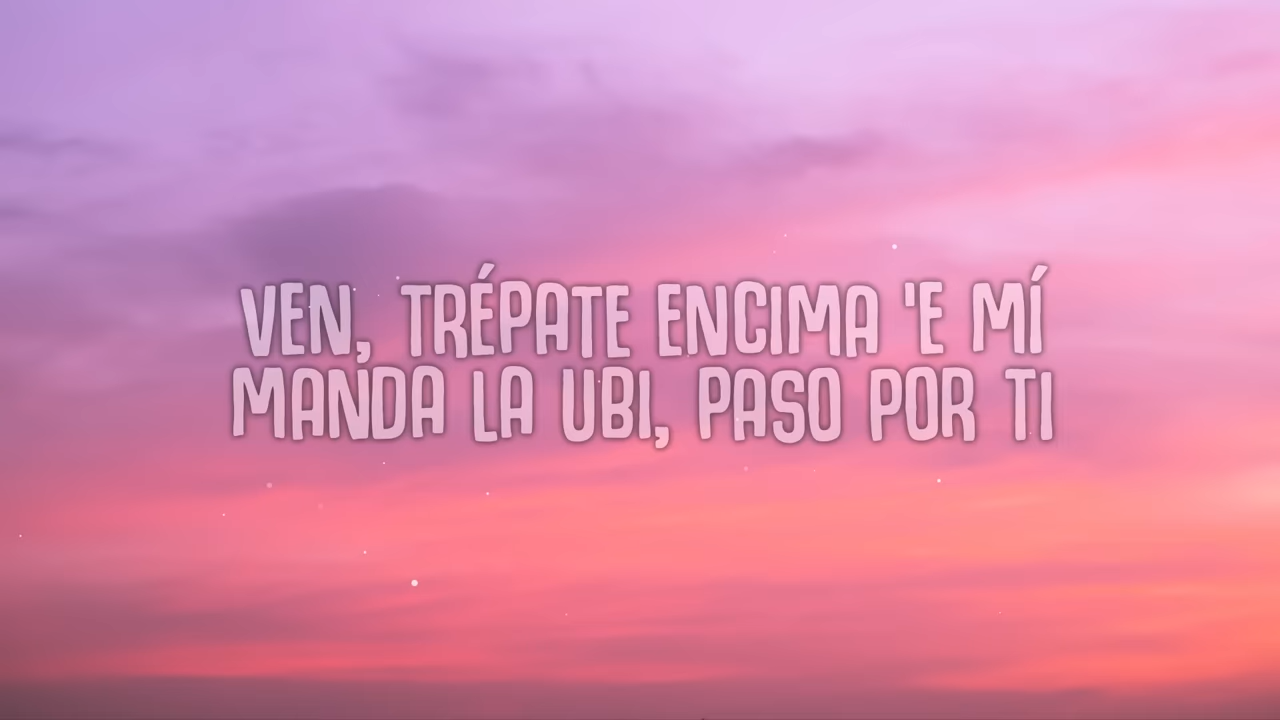 VEN, TRÉPATE ENCIMA 'E MÍ
MANDA LA UBI, PASO POR TI